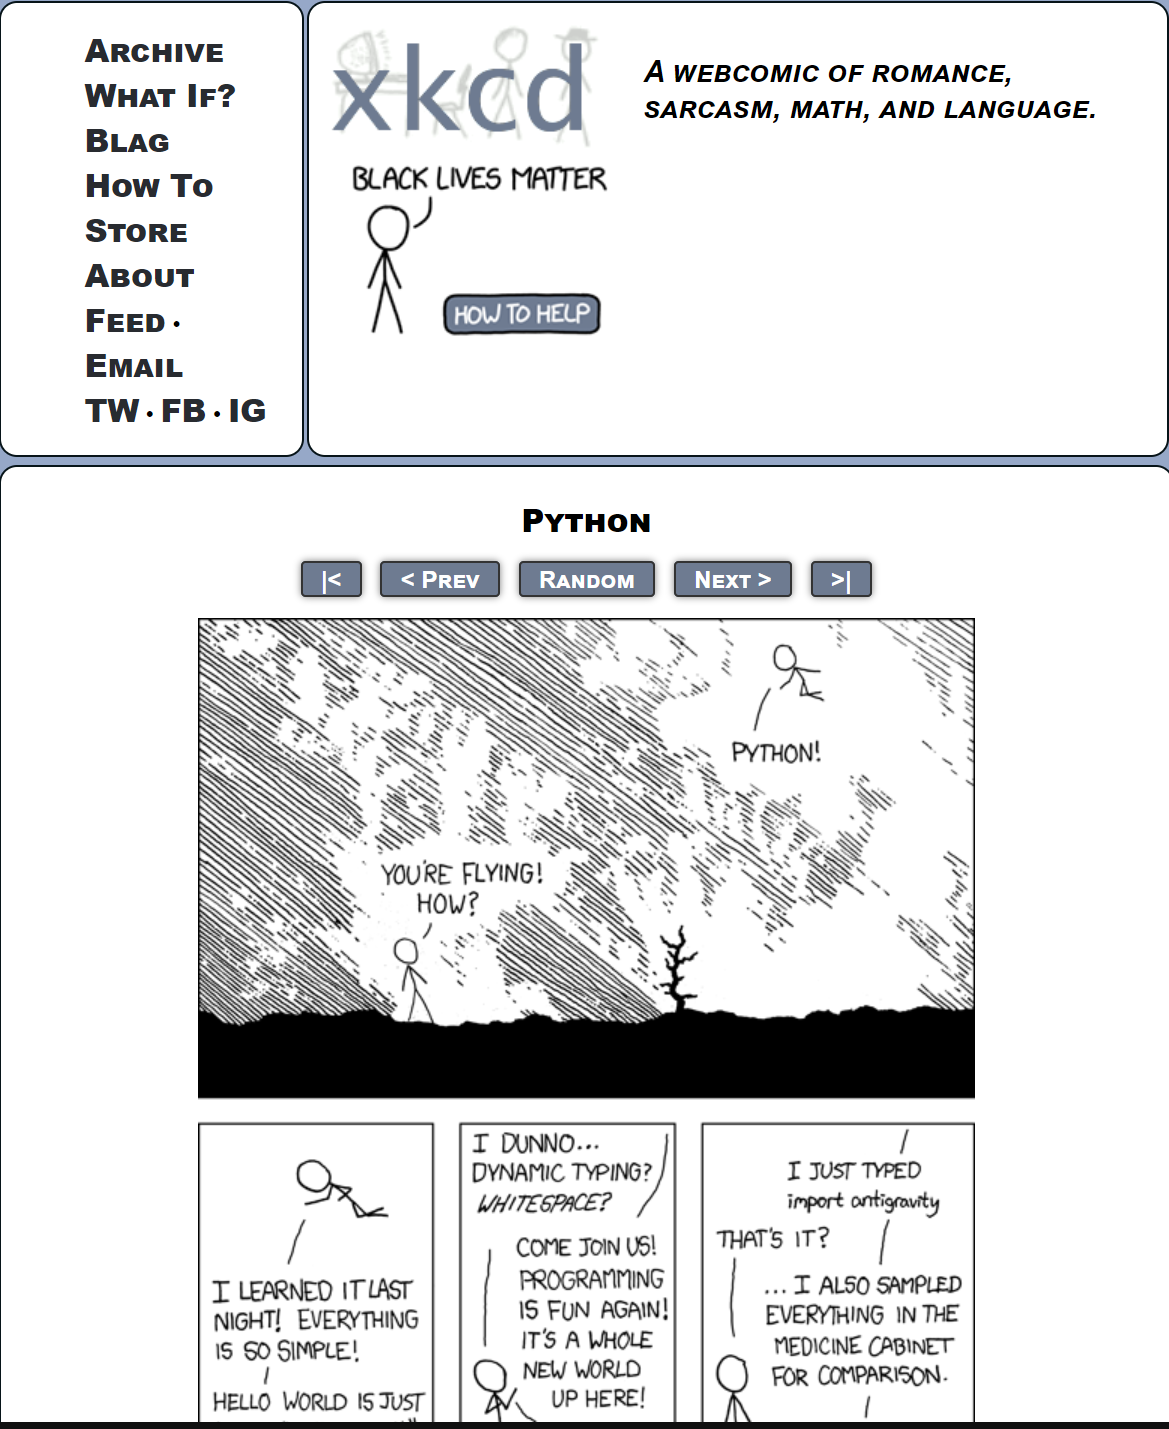 Archive
What If?
Blag
How To
Store
About
Feed •
Email
TW • FB • IG
xkcd
A webcomic of romance,
sarcasm, math, and language.
BLACK LIVES MATTER
HOW TO HELP
Python
|<
< Prev
Random
Next >
>|
PYTHON!
YOU'RE FLYING!
HOW?
I LEARNED IT LAST
NIGHT! EVERYTHING
IS SO SIMPLE!
HELLO WORLD IS JUST
I DUNNO...
DYNAMIC TYPING?
WHITESPACE?
COME JOIN US!
PROGRAMMING
IS FUN AGAIN!
IT'S A WHOLE
NEW WORLD
UP HERE!
I JUST TYPED
import antigravity
THAT'S IT?
... I ALSO SAMPLED
EVERYTHING IN THE
MEDICINE CABINET
FOR COMPARISON.